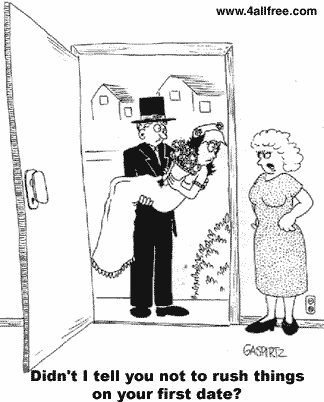 www.4allfree.com
GASPIRTZ
Didn't I tell you not to rush things
on your first date?